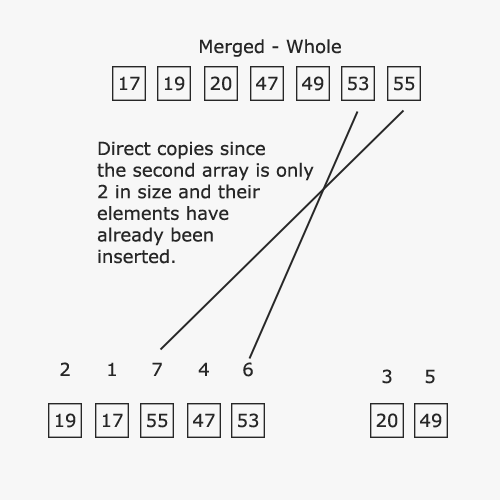 Merged - Whole
17 19 20 47 49 53 55
Direct copies since
the second array is only
2 in size and their
elements have
already been
inserted.
2 1 7 4 6
3 5
19 17 55 47 53
20 49